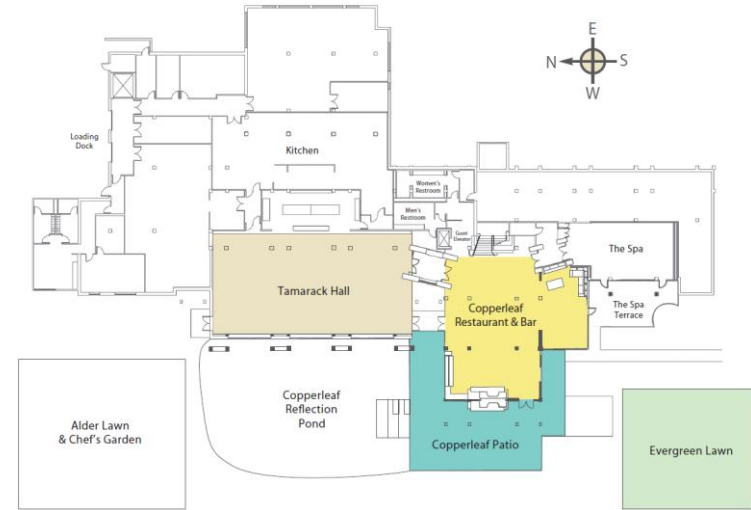 E
N
S
W
Loading
Dock
Kitchen
Women's
Restroom
Men's
Restroom
Guest
Elevator
The Spa
Tamarack Hall
Copperleaf
Restaurant & Bar
The Spa
Terrace
Copperleaf
Reflection
Pond
Alder Lawn
& Chef's Garden
Copperleaf Patio
Evergreen Lawn